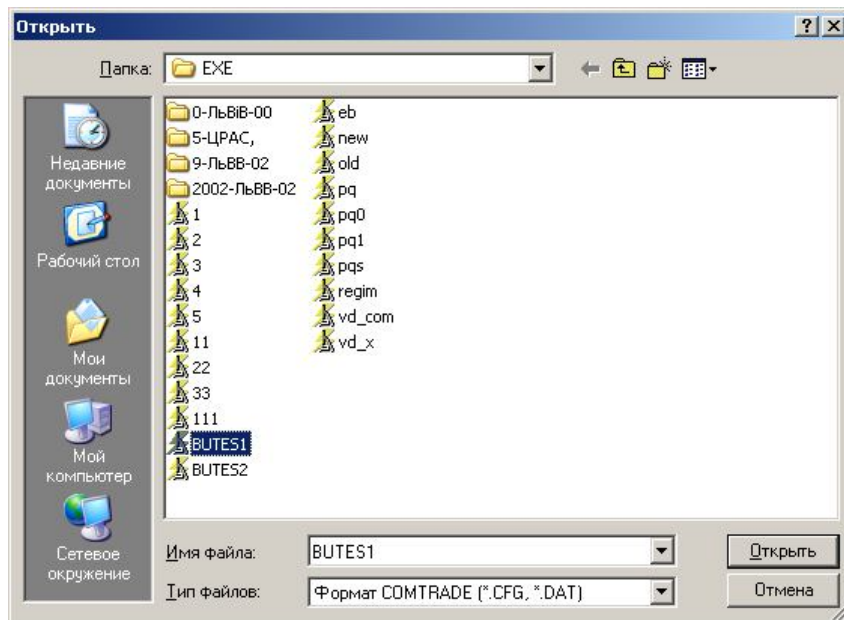 Открыть
Папка: EXE
Недавние документы
Рабочий стол
Мои документы
Мой компьютер
Сетевое окружение
0-ЛьВіВ-00
5-ЦРАС,
9-ЛьВВ-02
2002-ЛьВВ-02
1
2
3
4
5
11
22
33
111
BUTES1
BUTES2
eb
new
old
pq
pq0
pq1
pqs
regim
vd_com
vd_x
Имя файла: BUTES1
Открыть
Тип файлов: Формат COMTRADE (*.CFG, *.DAT)
Отмена